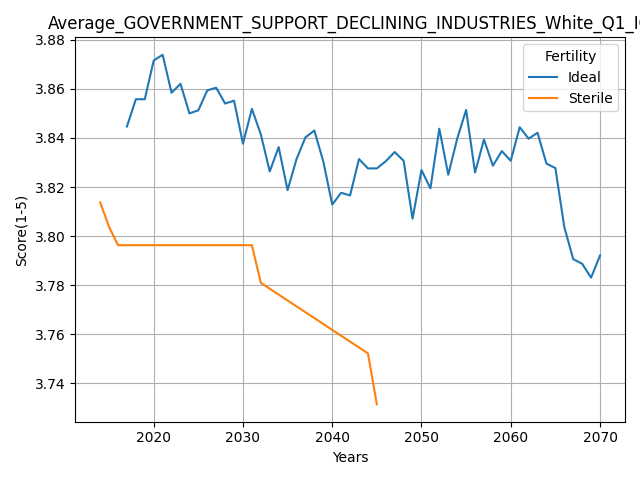 Average_GOVERNMENT_SUPPORT_DECLINING_INDUSTRIES_White_Q1_I
3.88
3.86
3.84
3.82
3.80
3.78
3.76
3.74
Score(1-5)
Fertility
Ideal
Sterile
2020 2030 2040 2050 2060 2070
Years